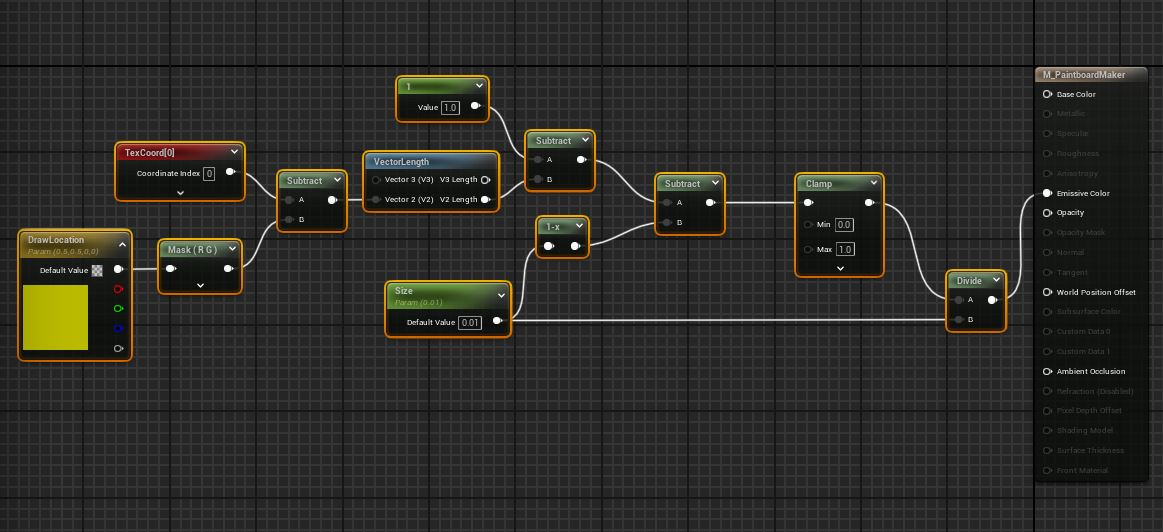 M_PaintboardMaker
Base Color
Metallic
Specular
Roughness
Anisotropy
Emissive Color
Opacity
Opacity Mask
Normal
Tangent
World Position Offset
Subsurface Color
Custom Data 0
Custom Data 1
Ambient Occlusion
Refraction (Disabled)
Pixel Depth Offset
Shading Model
Surface Thickness
Front Material
1
Value 1.0
TexCoord[0]
Coordinate Index 0
Subtract
A
B
VectorLength
Vector 3 (V3) V3 Length
Vector 2 (V2) V2 Length
Subtract
A
B
Subtract
A
B
Clamp
Min 0.0
Max 1.0
DrawLocation
Param (0.5,0.5,0,0)
Default Value
Mask ( R G )
1-x
Size
Param (0.01)
Default Value 0.01
Divide
A
B